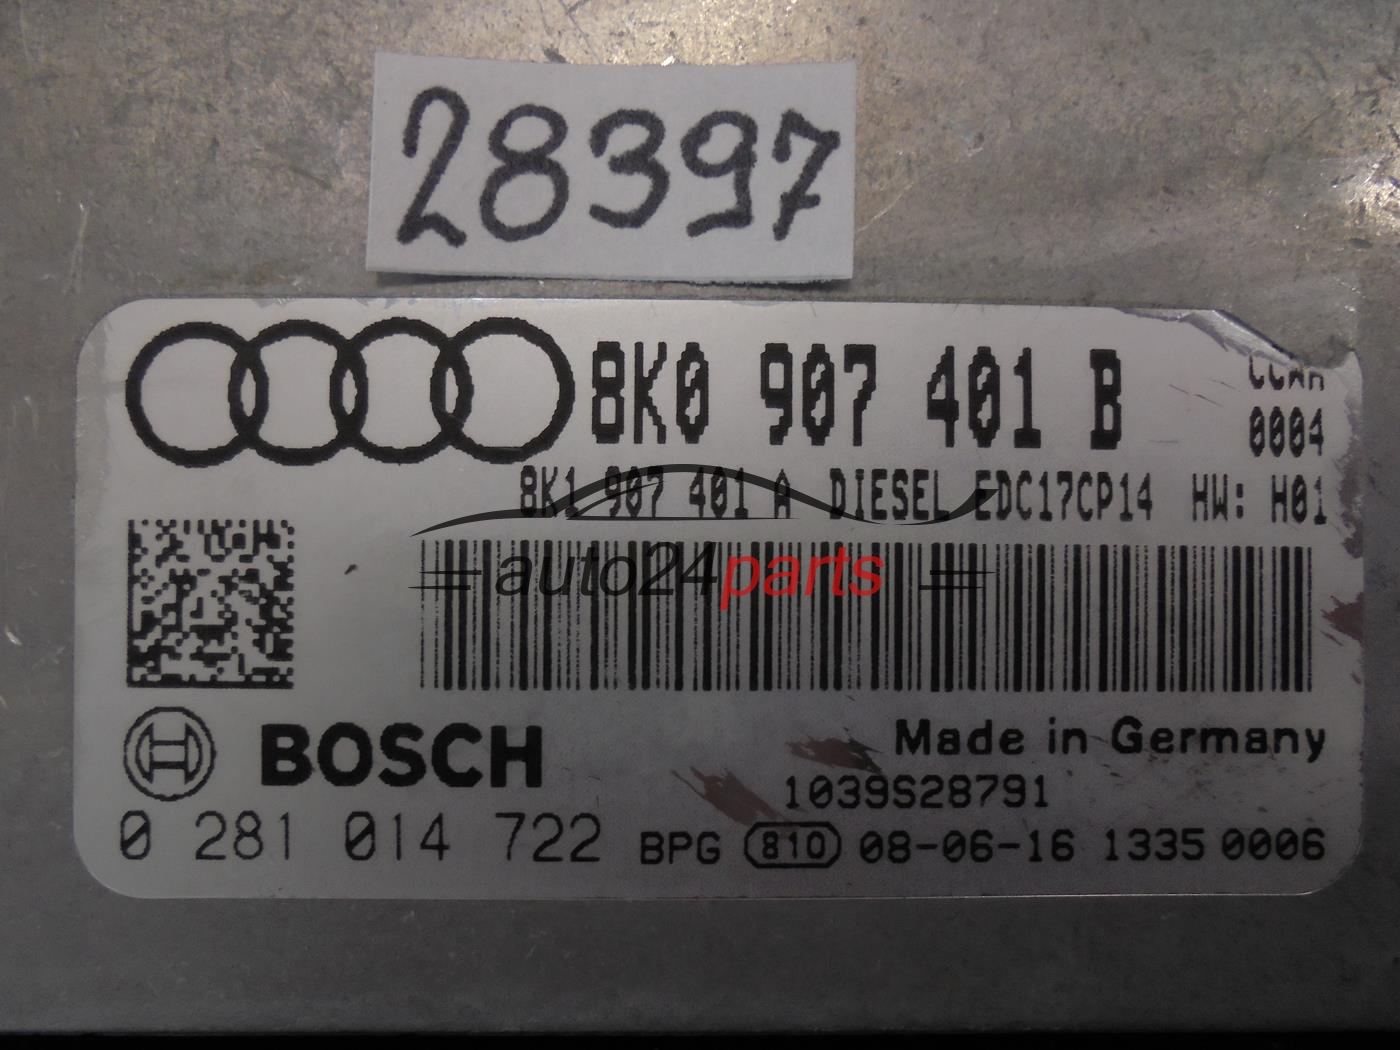 28397
8K0 907 401 B
0004
8K1 907 401 A DIESEL EDC17CP14 HW: H01
auto24parts
BOSCH
Made in Germany
1039S28791
0 281 014 722 BPG 810 08-06-16 1335 0006